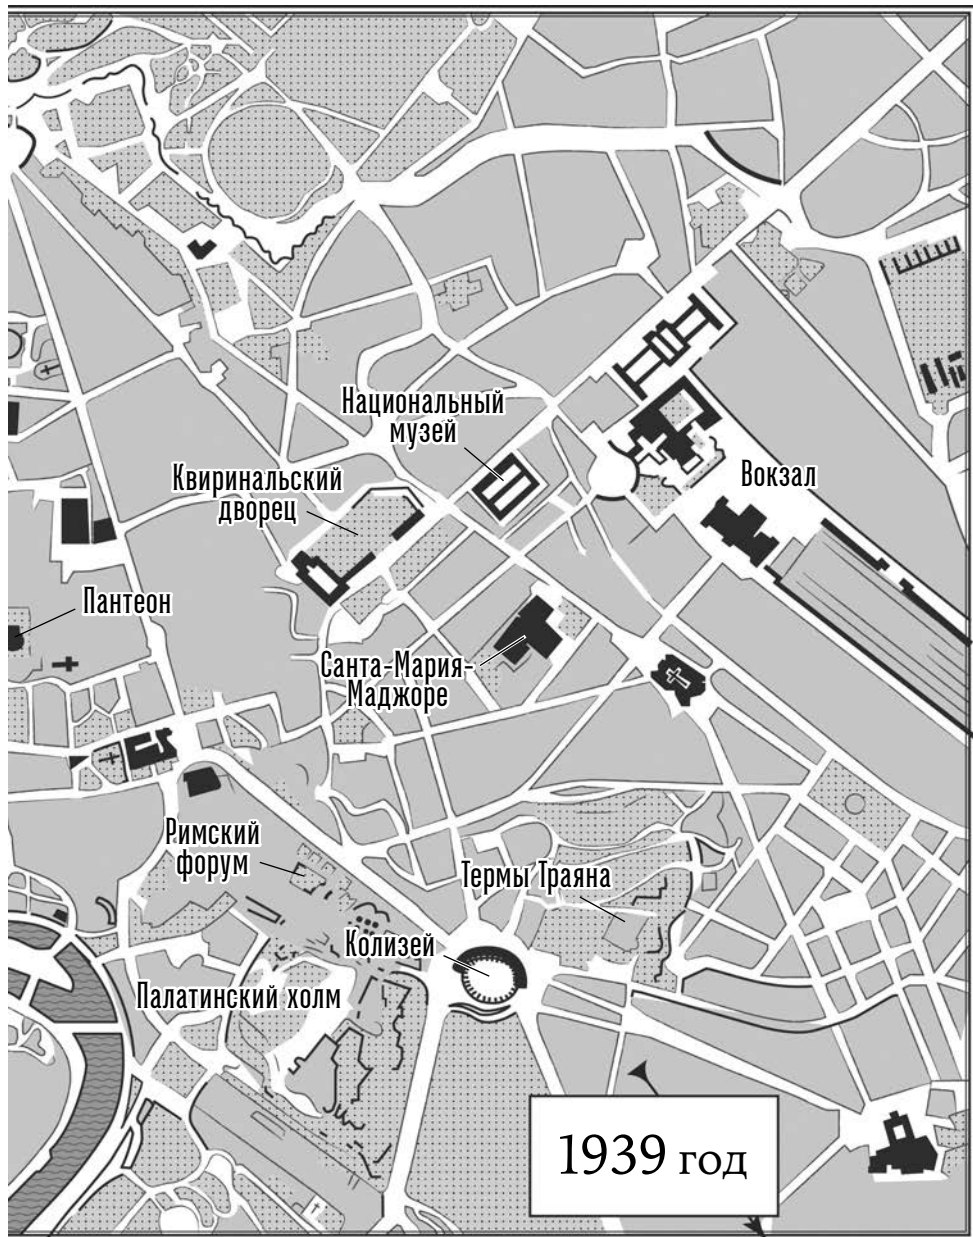 Национальный
музей
Квиринальский
дворец
Вокзал
Пантеон
Санта-Мария-
Маджоре
Римский
форум
Термы Траяна
Колизей
Палатинский холм
1939 год